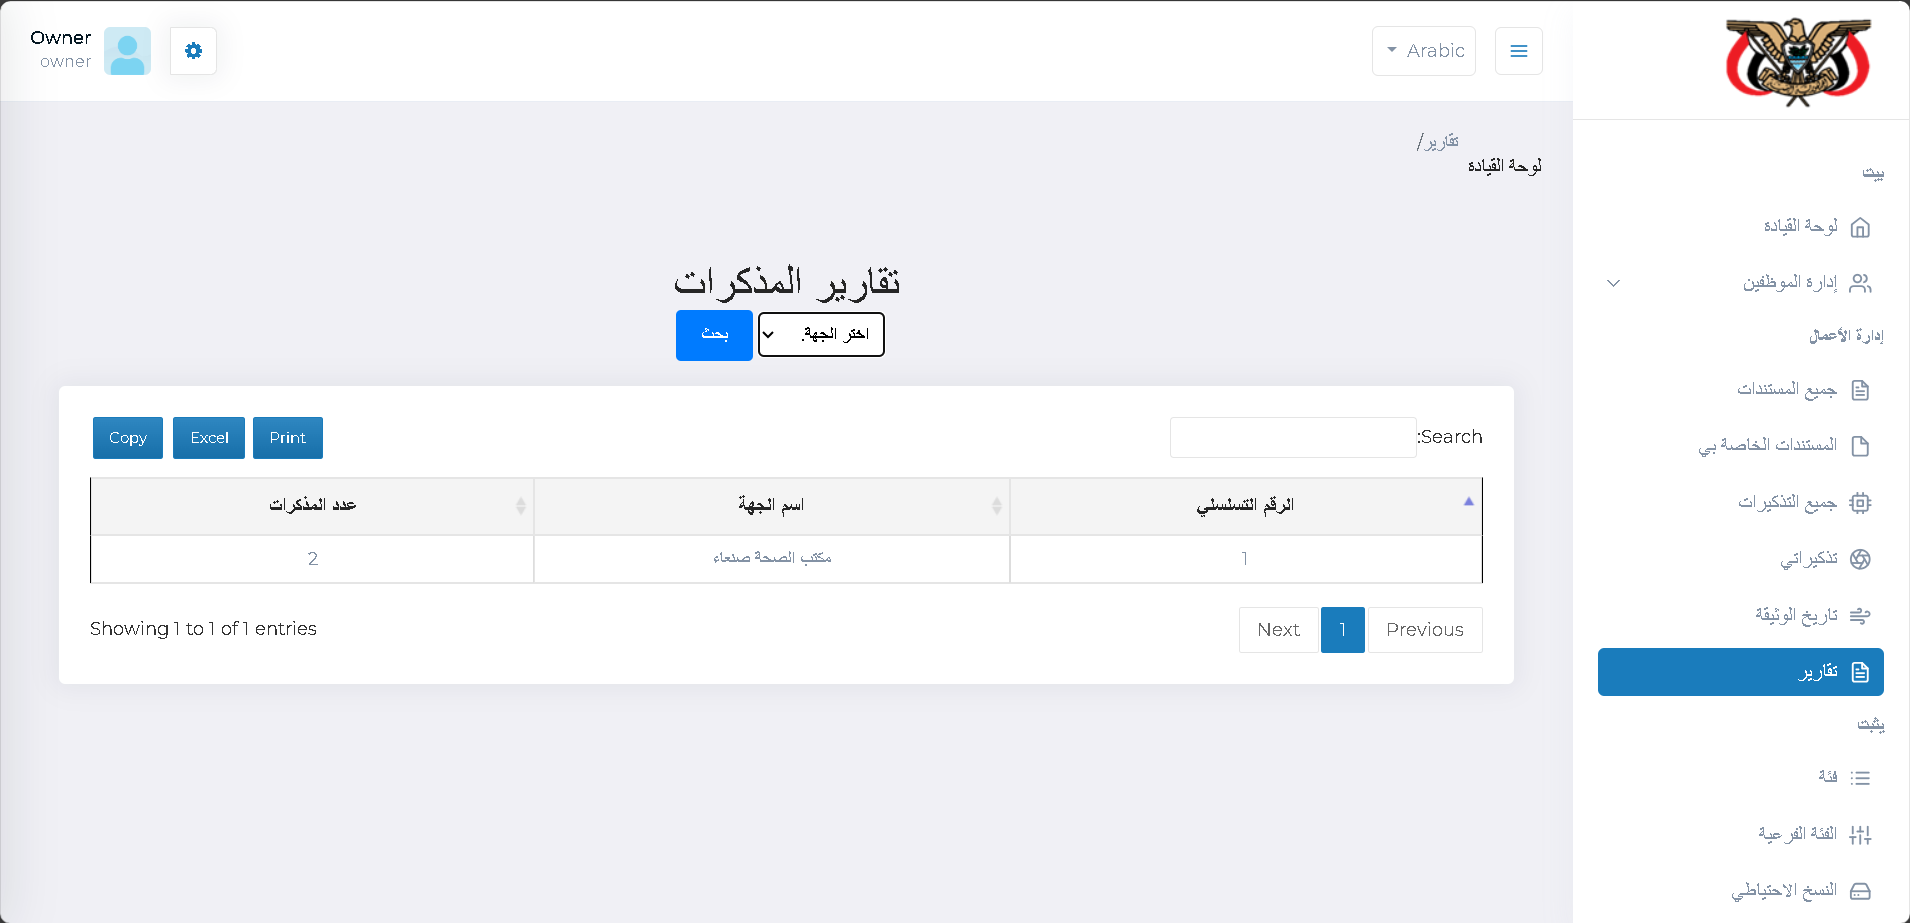 Owner
owner
Arabic
تقارير/
لوحة القيادة
تقارير المذكرات
اختر الجهة.
بحث
Copy
Excel
Print
Search:
الرقم التسلسلي
اسم الجهة
عدد المذكرات
1
مكتب الصحة صنعاء
2
Showing 1 to 1 of 1 entries
Previous
1
Next
بيت
لوحة القيادة
إدارة الموظفين
إدارة الأعمال
جميع المستندات
المستندات الخاصة بي
جميع التذكيرات
تذكيراتي
تاريخ الوثيقة
تقارير
يثبت
فئة
الفئة الفرعية
النسخ الاحتياطي